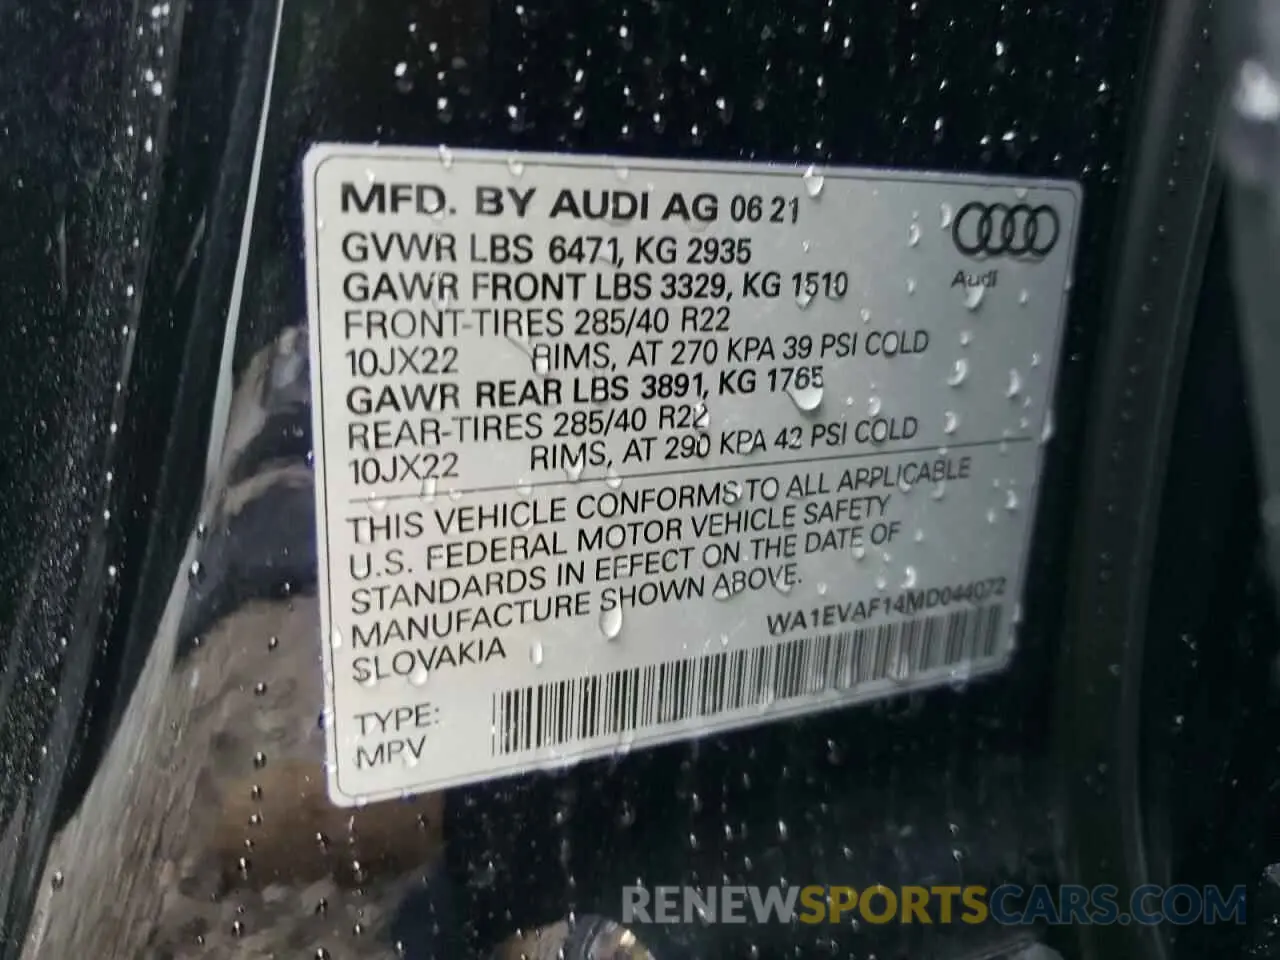 MFD. BY AUDI AG 06 21
GVWR LBS 6471, KG 2935
GAWR FRONT LBS 3329, KG 1510
FRONT-TIRES 285/40 R22
10JX22 RIMS, AT 270 KPA 39 PSI COLD
GAWR REAR LBS 3891, KG 1765
REAR-TIRES 285/40 R22
10JX22 RIMS, AT 290 KPA 42 PSI COLD
Audi
THIS VEHICLE CONFORMS TO ALL APPLICABLE
U.S. FEDERAL MOTOR VEHICLE SAFETY
STANDARDS IN EFFECT ON THE DATE OF
MANUFACTURE SHOWN ABOVE.
SLOVAKIA
WA1EVAF14MD044072
TYPE:
MPV
RENEWSPORTSCARS.COM